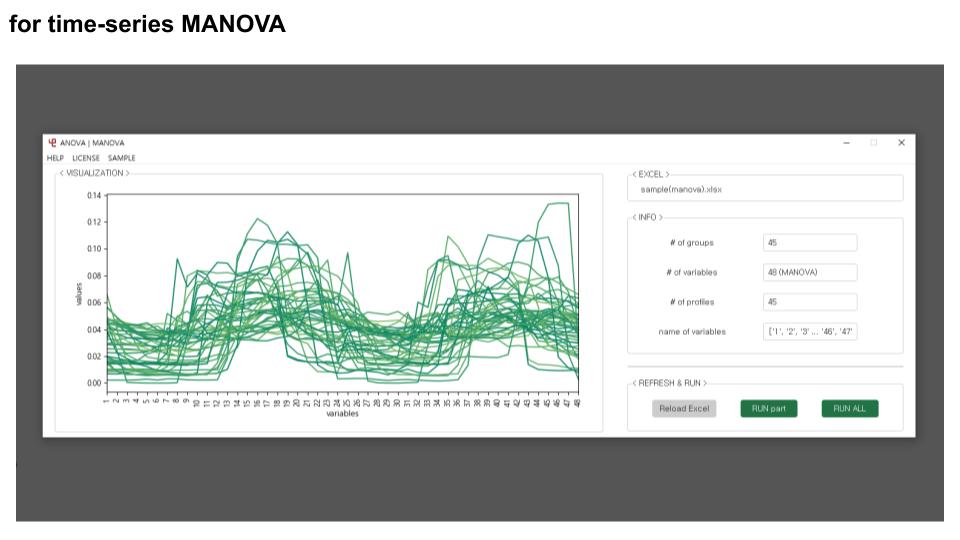 for time-series MANOVA
ANOVA | MANOVA
HELP LICENSE SAMPLE
< VISUALIZATION >
0.14
0.12
0.10
0.08
0.06
0.04
0.02
0.00
values
1 2 3 4 5 6 7 8 9 10 11 12 13 14 15 16 17 18 19 20 21 22 23 24 25 26 27 28 29 30 31 32 33 34 35 36 37 38 39 40 41 42 43 44 45 46 47 48
variables
< EXCEL >
sample(manova).xlsx
< INFO >
# of groups 45
# of variables 48 (MANOVA)
# of profiles 45
name of variables ['1', '2', '3' ... '46', '47'
< REFRESH & RUN >
Reload Excel RUN part RUN ALL